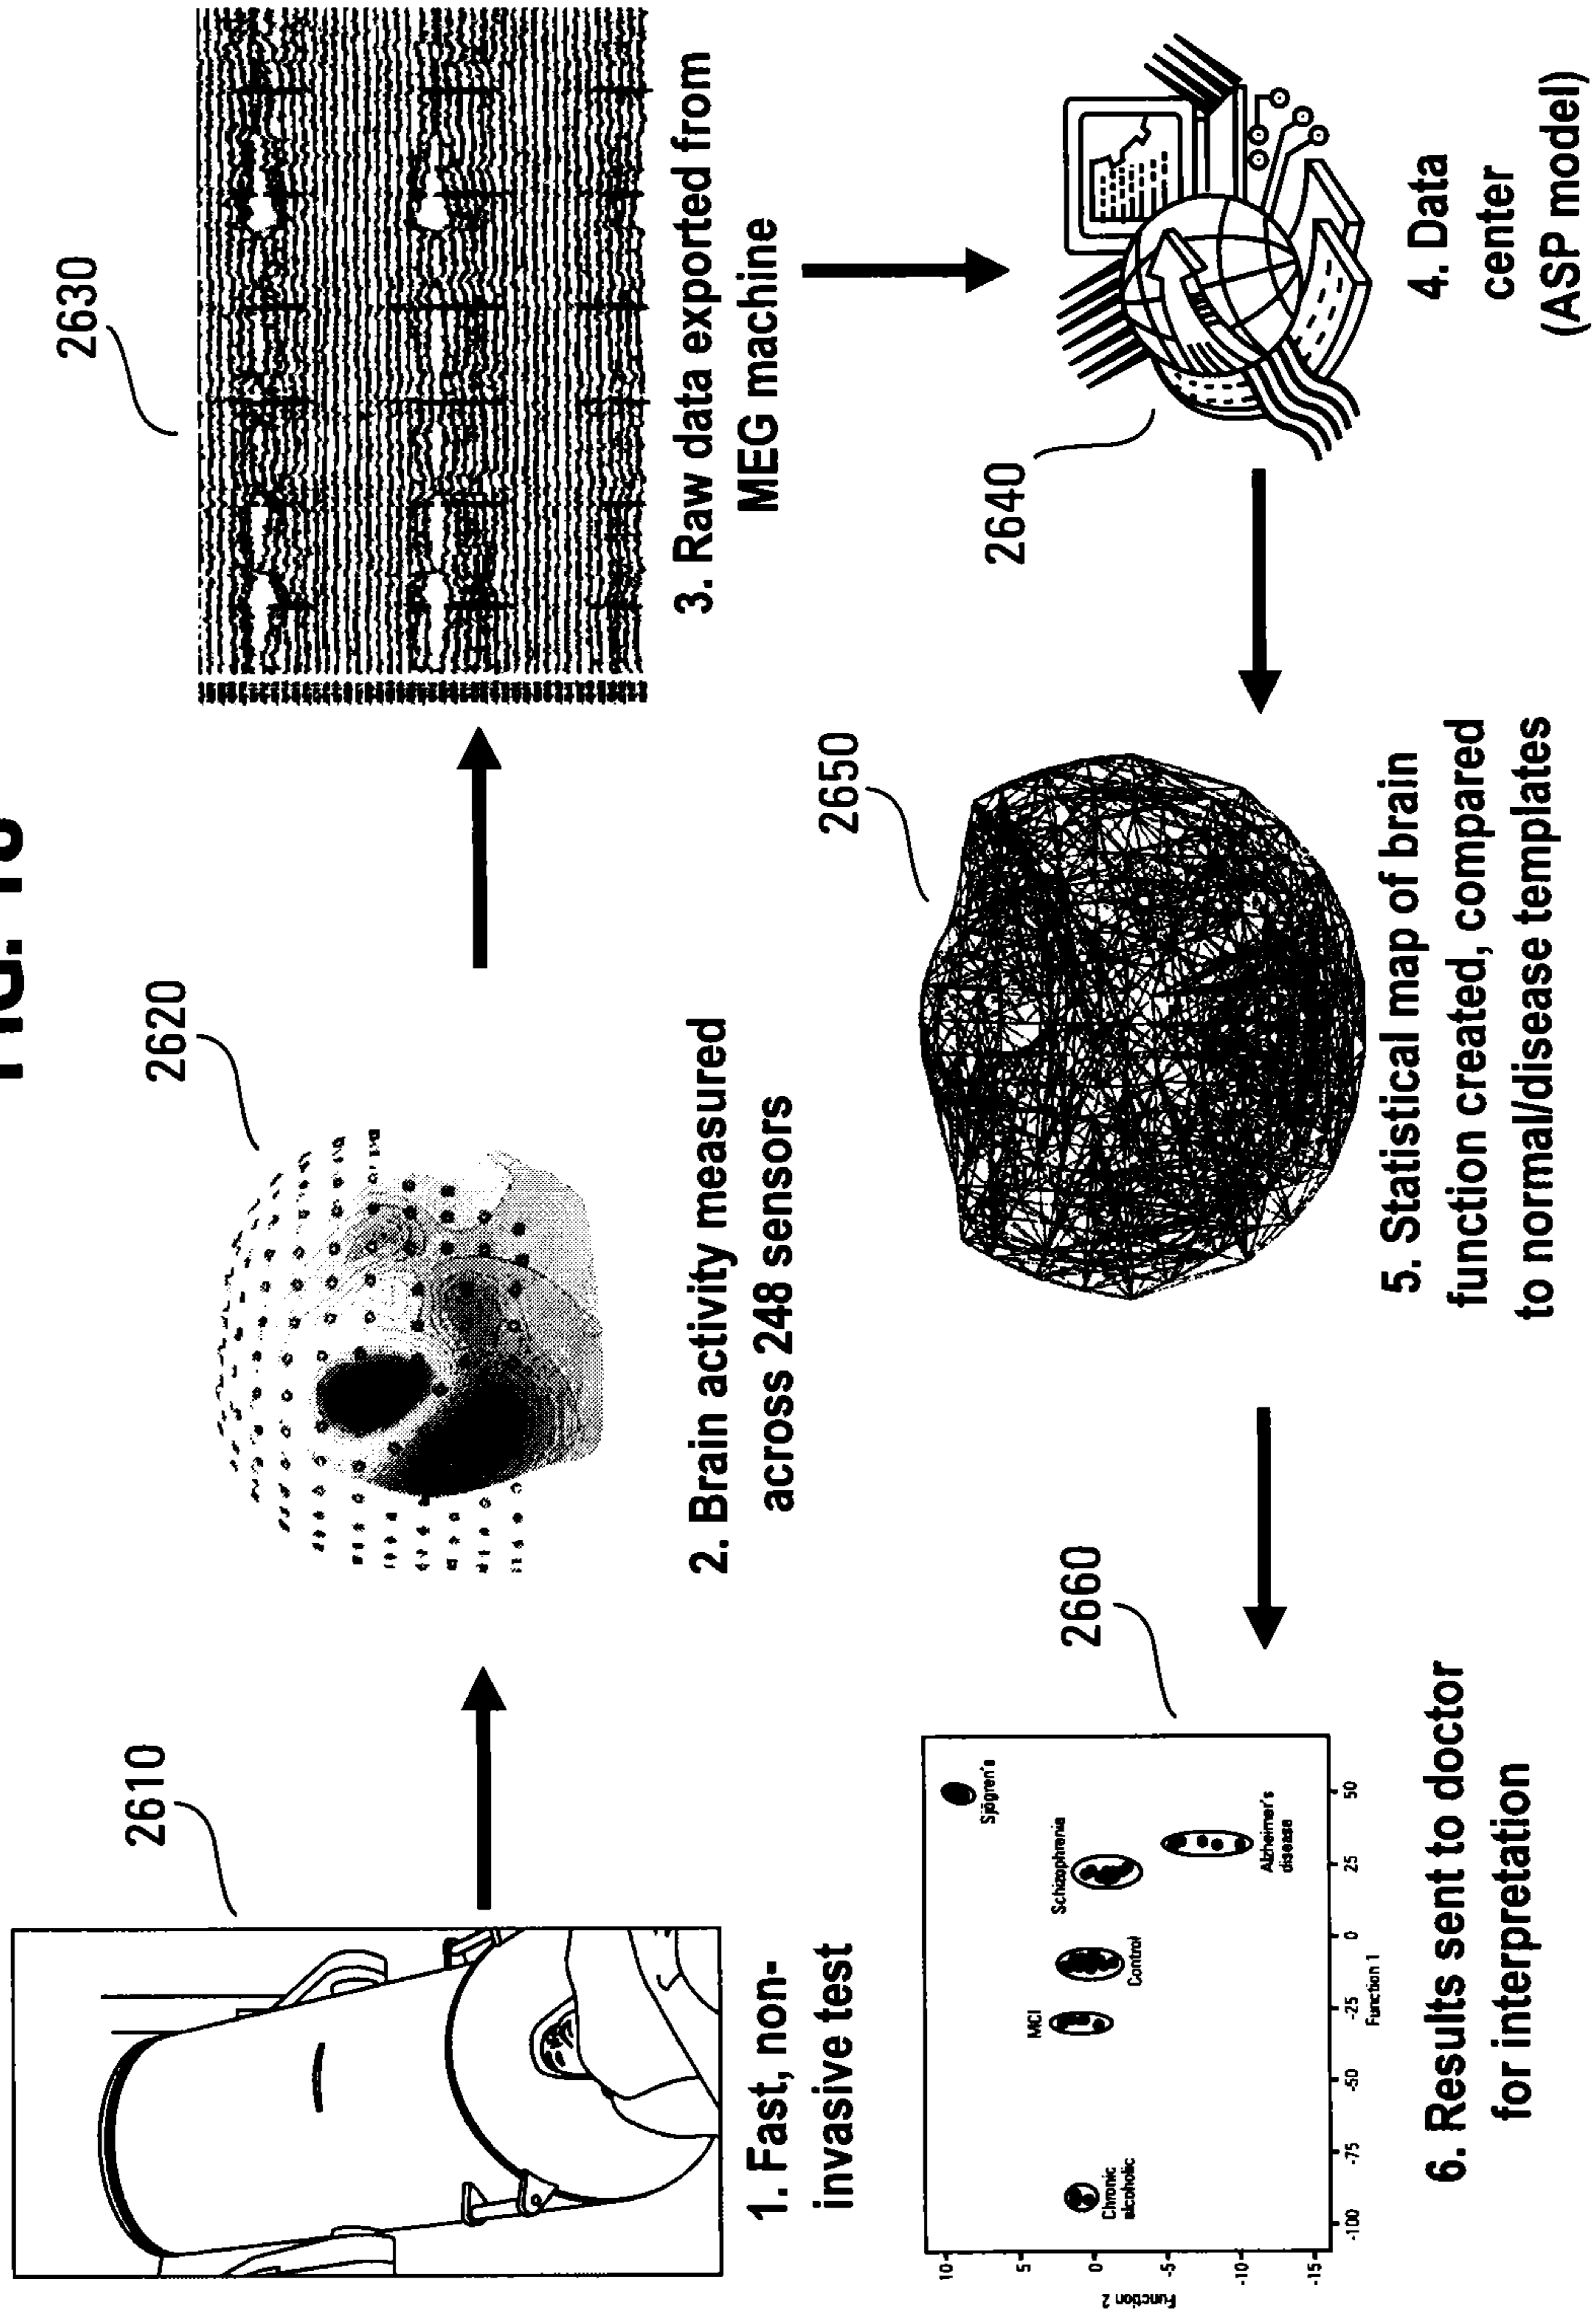 2610
1. Fast, non-
invasive test
2620
2. Brain activity measured
across 248 sensors
2630
3. Raw data exported from
MEG machine
2640
4. Data
center
(ASP model)
2650
5. Statistical map of brain
function created, compared
to normal/disease templates
2660
10
5
0
-5
-10
-15
Function 2
Chronic
alcoholic
MCI
Control
Schizophrenia
Alzheimer's
disease
Sjögren's
-100
-75
-50
-25
0
25
50
Function 1
6. Results sent to doctor
for interpretation